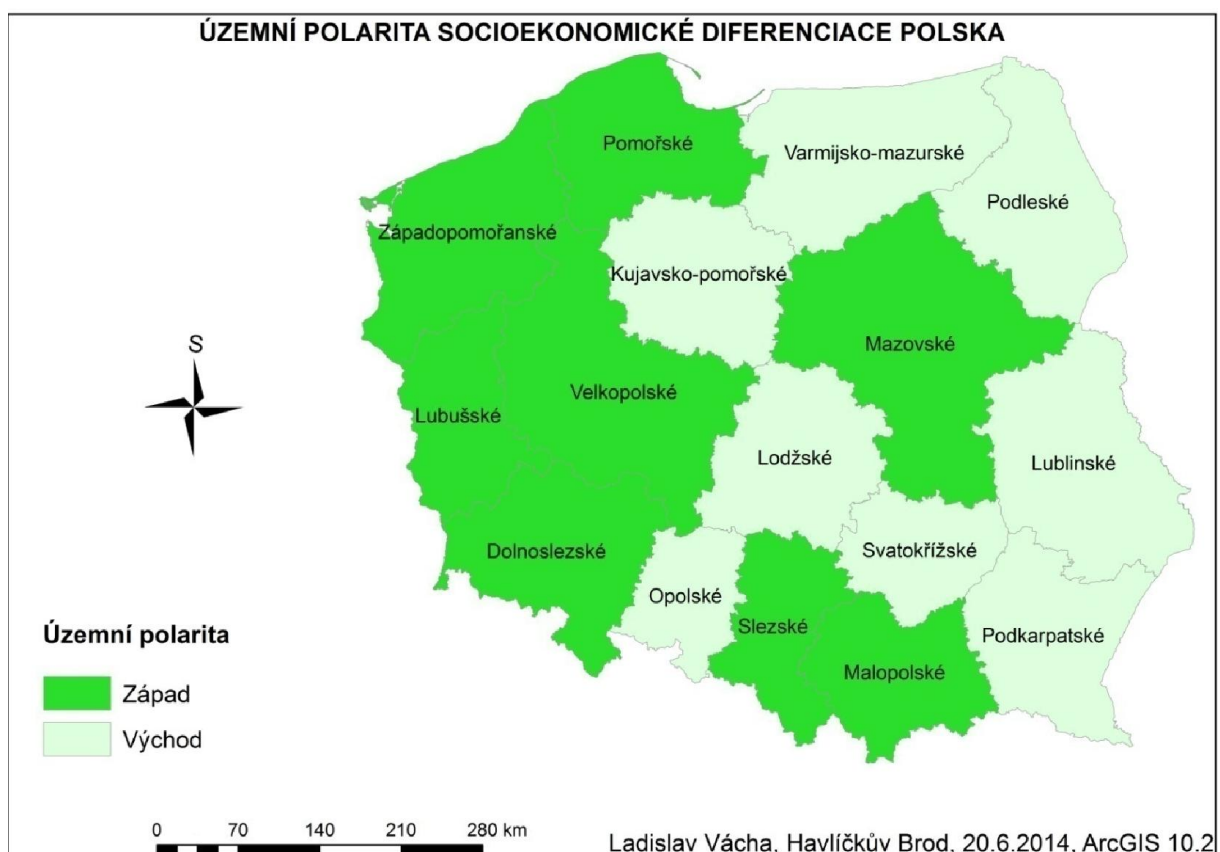 ÚZEMNÍ POLARITA SOCIOEKONOMICKÉ DIFERENCIACE POLSKA
Pomořské
Varmijsko-mazurské
Podleské
Západopomořanské
Kujavsko-pomořské
S
Mazovské
Velkopolské
Lubušské
Lodžské
Lublinské
Dolnoslezské
Svatokřížské
Opolské
Slezské
Podkarpatské
Malopolské
Územní polarita
Západ
Východ
0 70 140 210 280 km
Ladislav Vácha, Havlíčkův Brod, 20.6.2014, ArcGIS 10.2